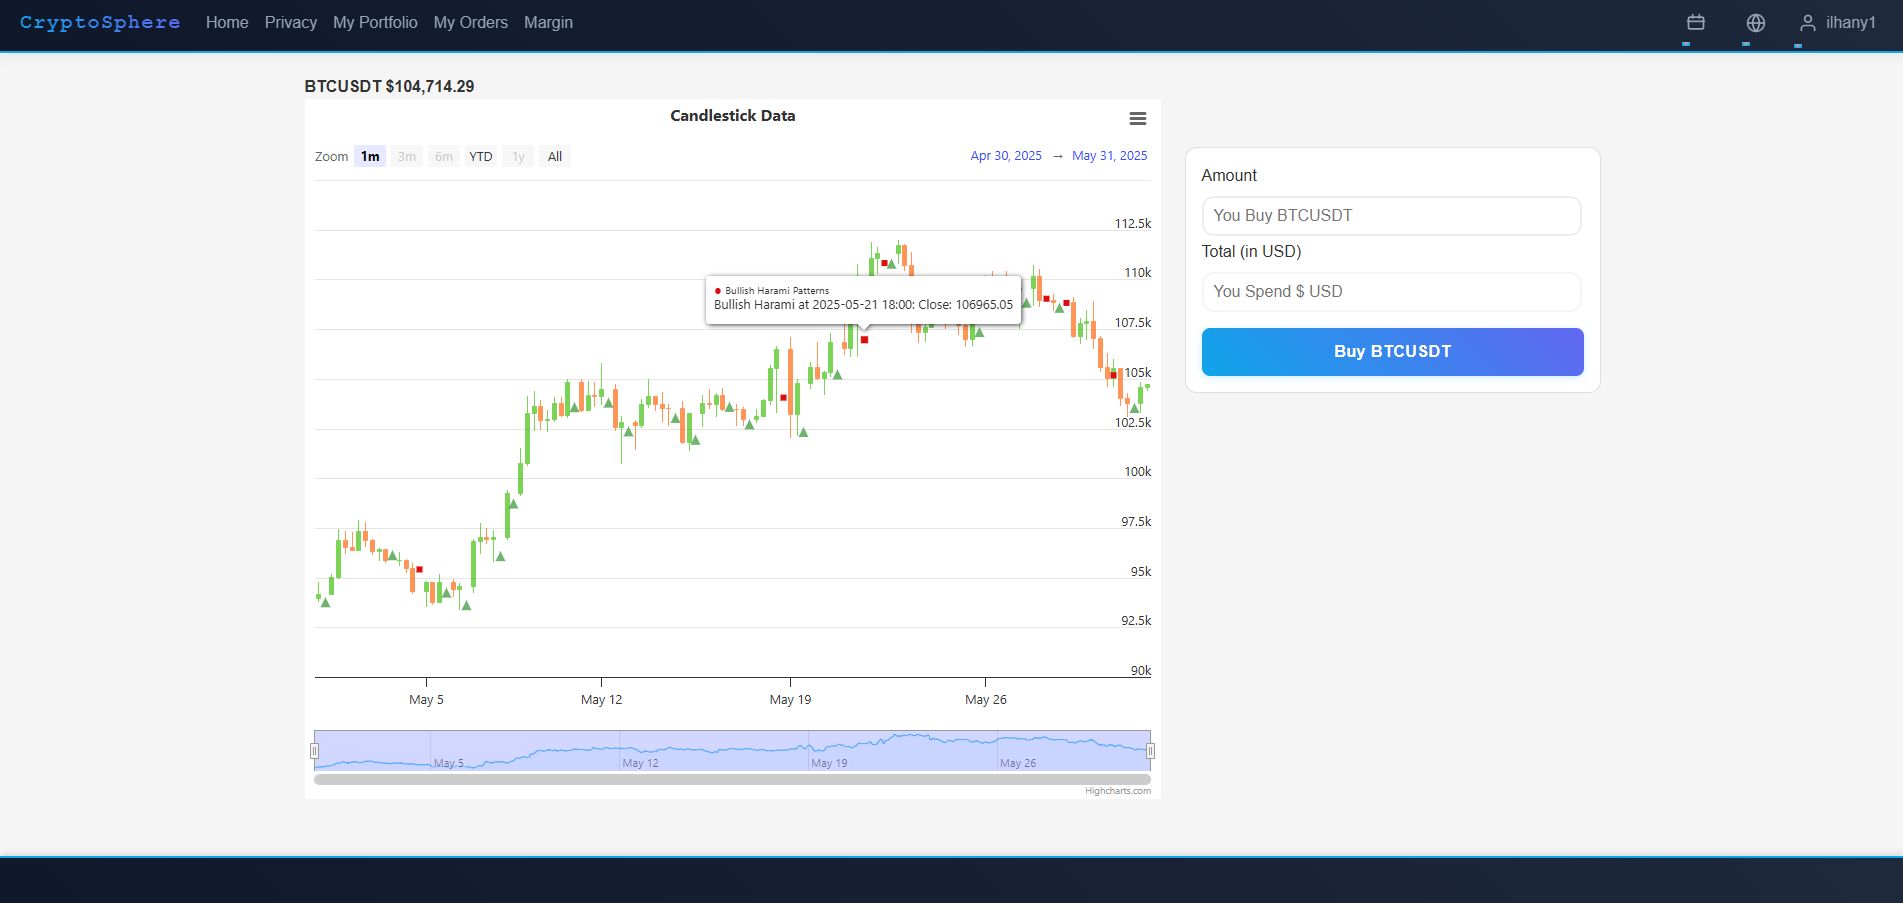 CryptoSphere Home Privacy My Portfolio My Orders Margin ilhany1
BTCUSDT $104,714.29
Candlestick Data
Zoom 1m 3m 6m YTD 1y All Apr 30, 2025 → May 31, 2025
112.5k
110k
107.5k
105k
102.5k
100k
97.5k
95k
92.5k
90k
Bullish Harami Patterns
Bullish Harami at 2025-05-21 18:00: Close: 106965.05
May 5 May 12 May 19 May 26
May 5 May 12 May 19 May 26
Highcharts.com
Amount
You Buy BTCUSDT
Total (in USD)
You Spend $ USD
Buy BTCUSDT